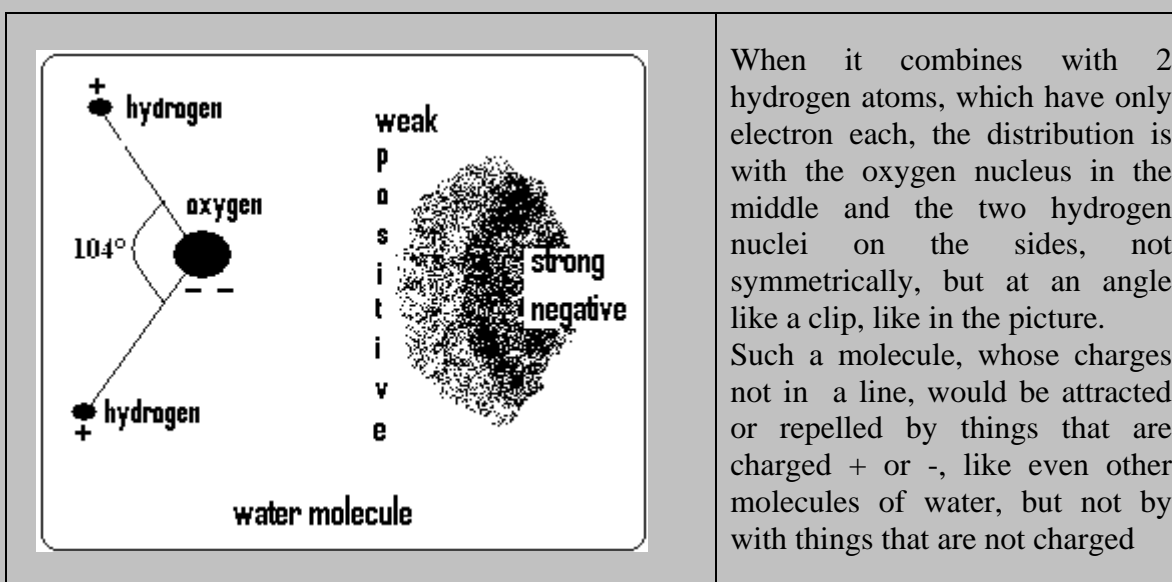 +
hydrogen
oxygen
104°
– –
hydrogen
+
weak
positive
strong
negative
water molecule
When it combines with 2
hydrogen atoms, which have only
electron each, the distribution is
with the oxygen nucleus in the
middle and the two hydrogen
nuclei on the sides, not
symmetrically, but at an angle
like a clip, like in the picture.
Such a molecule, whose charges
not in a line, would be attracted
or repelled by things that are
charged + or -, like even other
molecules of water, but not by
with things that are not charged